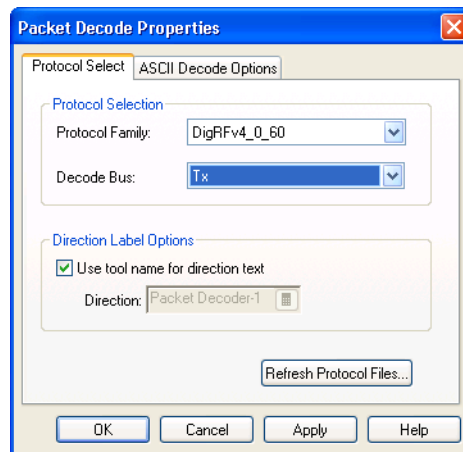 Packet Decode Properties
Protocol Select ASCII Decode Options
Protocol Selection
Protocol Family: DigRFv4_0_60
Decode Bus: Tx
Direction Label Options
Use tool name for direction text
Direction: Packet Decoder-1
Refresh Protocol Files...
OK Cancel Apply Help